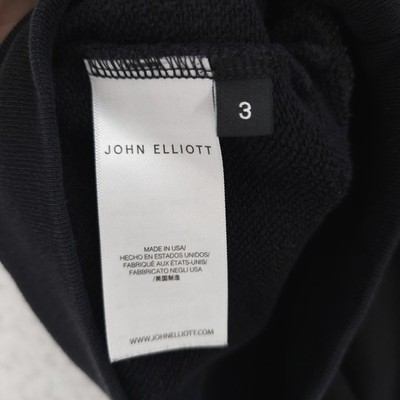 3
JOHN ELLIOTT
MADE IN USA/
HECHO EN ESTADOS UNIDOS/
FABRIQUÉ AUX ÉTATS-UNIS/
FABBRICATO NEGLI USA
/美国制造
WWW.JOHNELLIOTT.COM